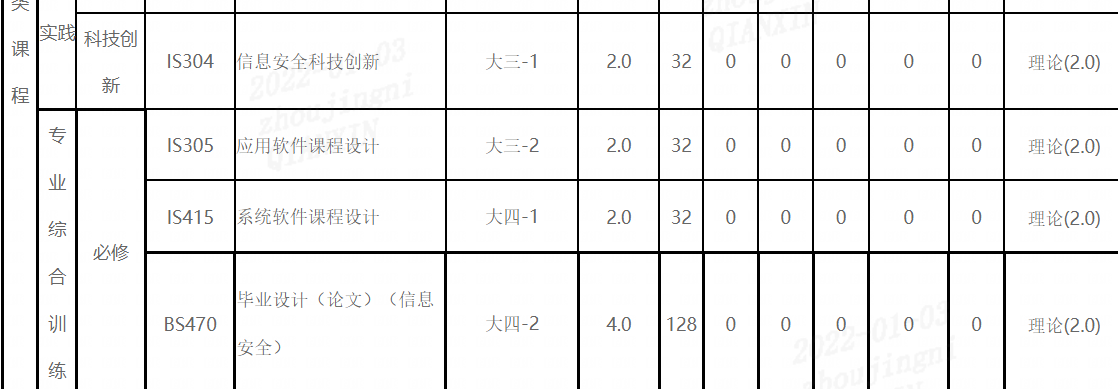 类
课
程
实践
科技创
新
IS304 信息安全科技创新 大三-1 2.0 32 0 0 0 0 0 理论(2.0)
专
业
综
合
训
练
必修
IS305 应用软件课程设计 大三-2 2.0 32 0 0 0 0 0 理论(2.0)
IS415 系统软件课程设计 大四-1 2.0 32 0 0 0 0 0 理论(2.0)
BS470 毕业设计（论文）（信息
安全） 大四-2 4.0 128 0 0 0 0 0 理论(2.0)
2022-01-03
zhoujingni
QIANXIN
zhoujingni
QIANXIN
2022-01-03
zhoujingni